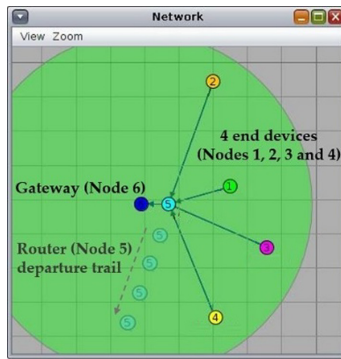 Network
View Zoom
2
4 end devices
(Nodes 1, 2, 3 and 4)
1
Gateway (Node 6)
5
5
3
Router (Node 5)
departure trail
5
5
4
5